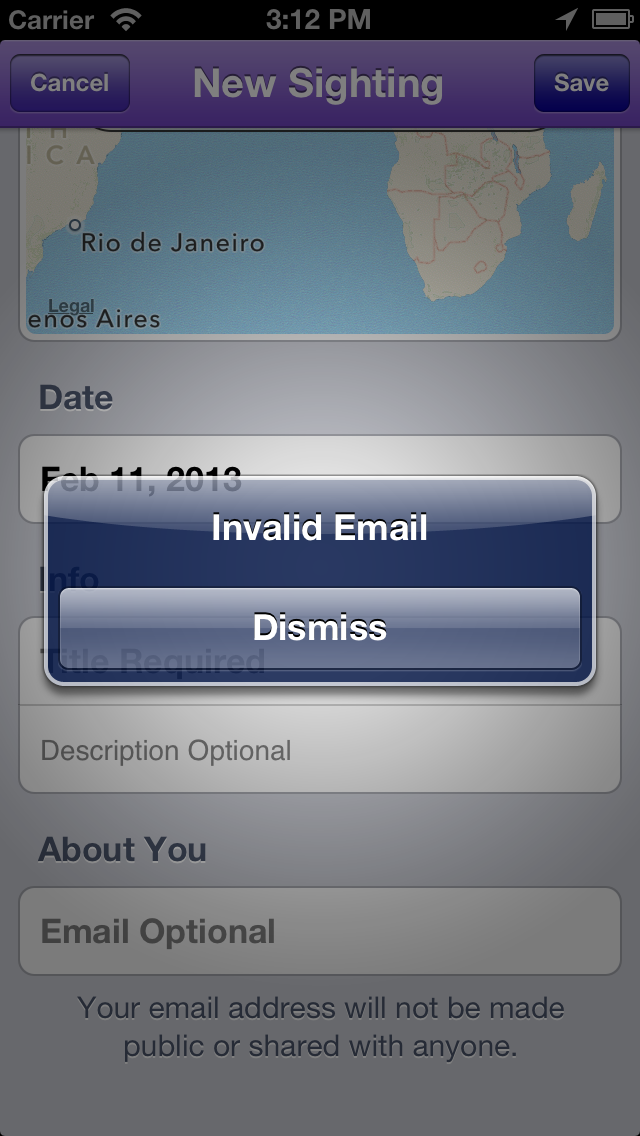 Carrier 3:12 PM
Cancel New Sighting Save
I C A
Rio de Janeiro
Legal
enos Aires
Date
Feb 11, 2013
Invalid Email
Info
Dismiss
Title Required
Description Optional
About You
Email Optional
Your email address will not be made
public or shared with anyone.